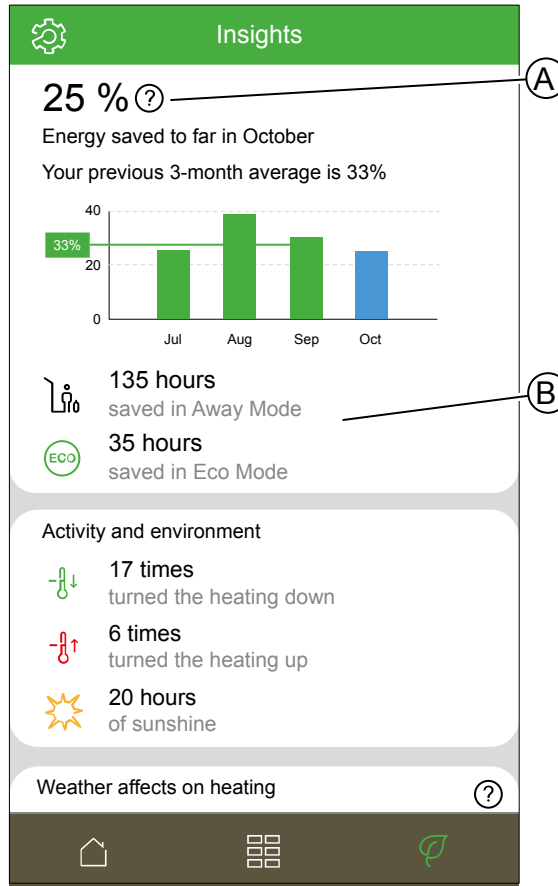 Insights
A
25 % ?
Energy saved to far in October
Your previous 3-month average is 33%
40
33%
20
0
Jul Aug Sep Oct
135 hours
saved in Away Mode
B
ECO
35 hours
saved in Eco Mode
Activity and environment
17 times
turned the heating down
6 times
turned the heating up
20 hours
of sunshine
Weather affects on heating ?